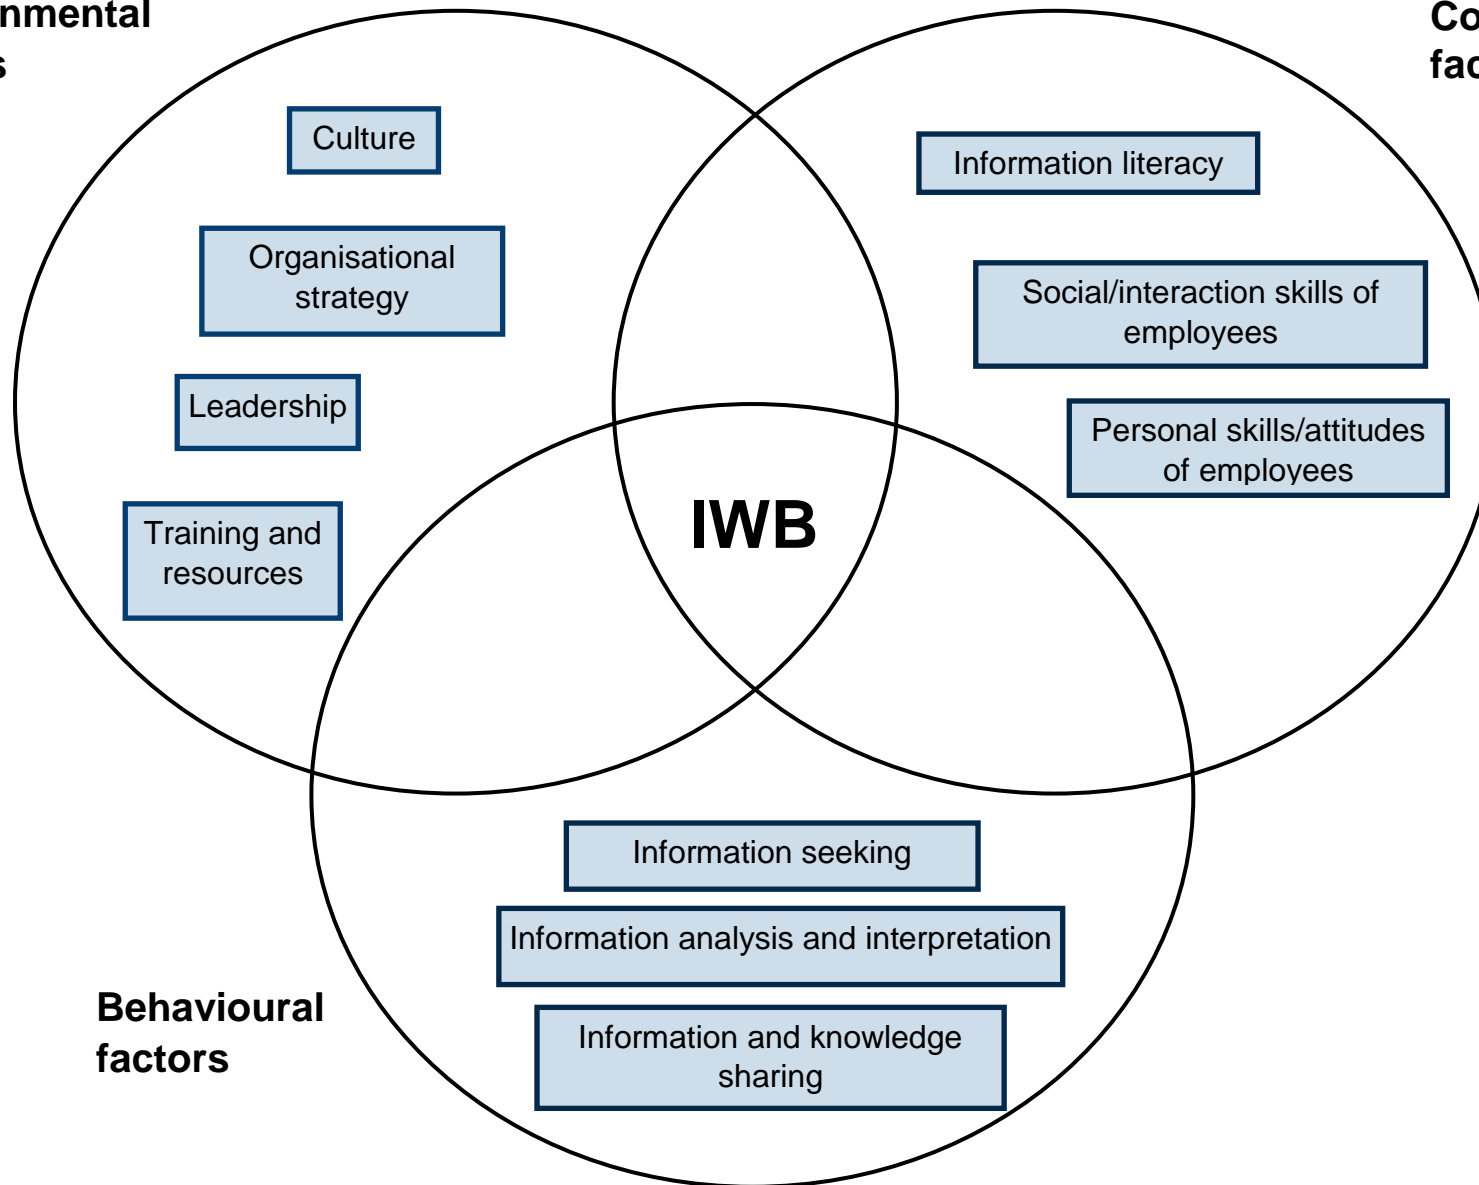 nmental
s
Co
fac
Culture
Organisational
strategy
Leadership
Training and
resources
Information literacy
Social/interaction skills of
employees
Personal skills/attitudes
of employees
IWB
Information seeking
Information analysis and interpretation
Information and knowledge
sharing
Behavioural
factors